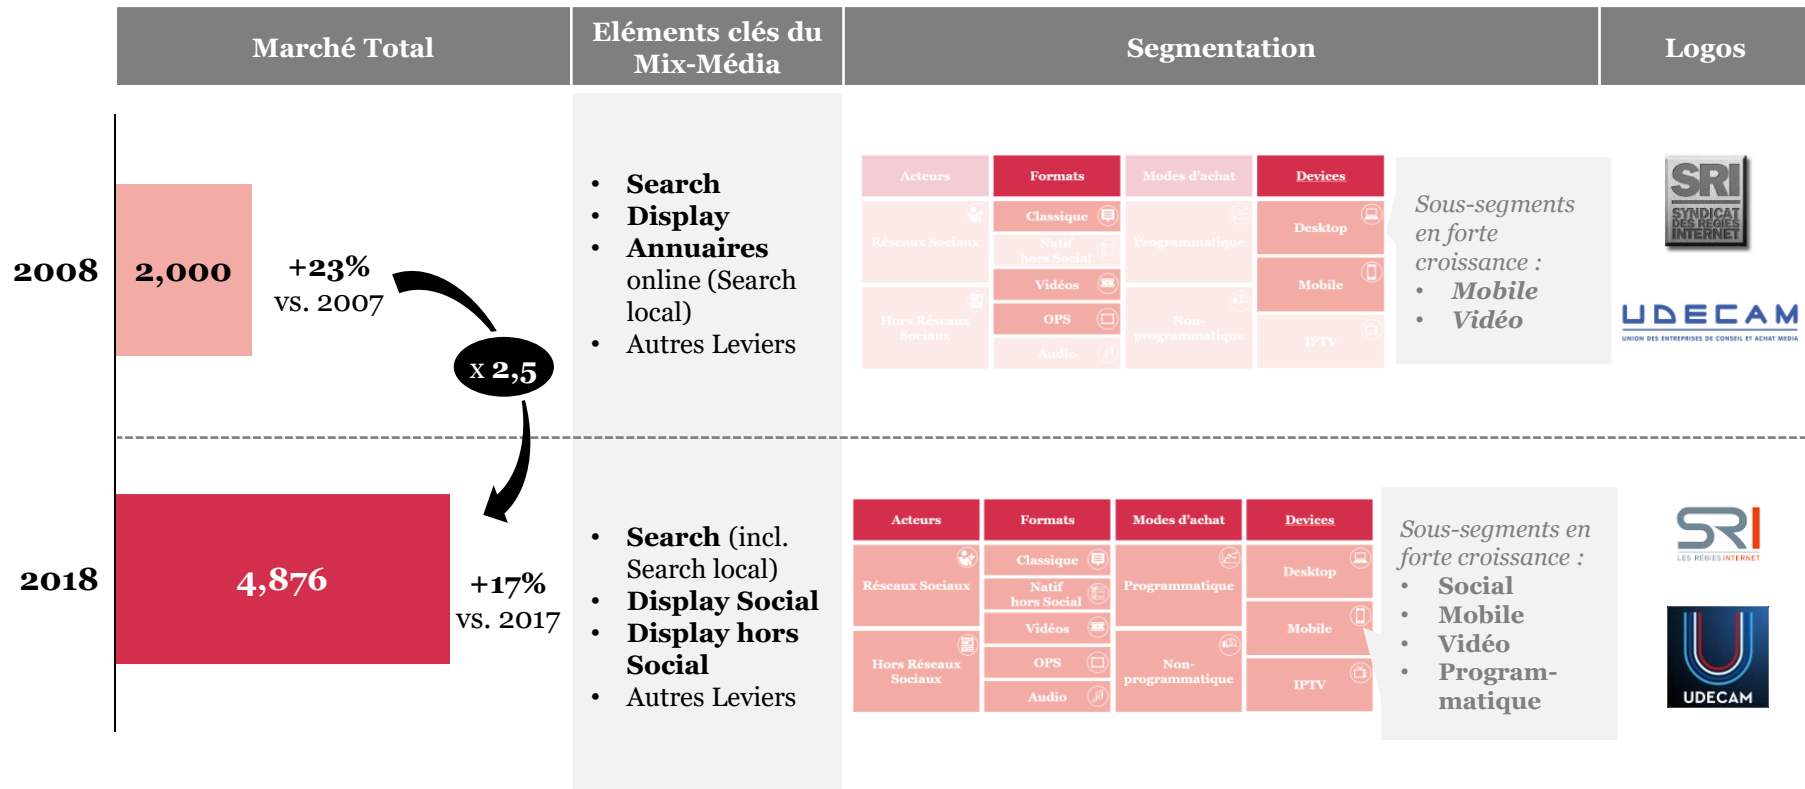 Marché Total
Eléments clés du
Mix-Média
Segmentation
Logos
2008
2,000
+23%
vs. 2007
x 2,5
• Search
• Display
• Annuaires
online (Search
local)
• Autres Leviers
Acteurs
Formats
Modes d'achat
Devices
Réseaux Sociaux
Hors Réseaux
Sociaux
Classique
Natif
hors Social
Vidéos
OPS
Audio
Programmatique
Non-
programmatique
Desktop
Mobile
IPTV
Sous-segments
en forte
croissance :
• Mobile
• Vidéo
SRI
SYNDICAT
DES RÉGIES
INTERNET
UDECAM
UNION DES ENTREPRISES DE CONSEIL ET ACHAT MEDIA
2018
4,876
+17%
vs. 2017
• Search (incl.
Search local)
• Display Social
• Display hors
Social
• Autres Leviers
Acteurs
Formats
Modes d'achat
Devices
Réseaux Sociaux
Hors Réseaux
Sociaux
Classique
Natif
hors Social
Vidéos
OPS
Audio
Programmatique
Non-
programmatique
Desktop
Mobile
IPTV
Sous-segments en
forte croissance :
• Social
• Mobile
• Vidéo
• Program-
matique
SRI
LES RÉGIES INTERNET
UDECAM